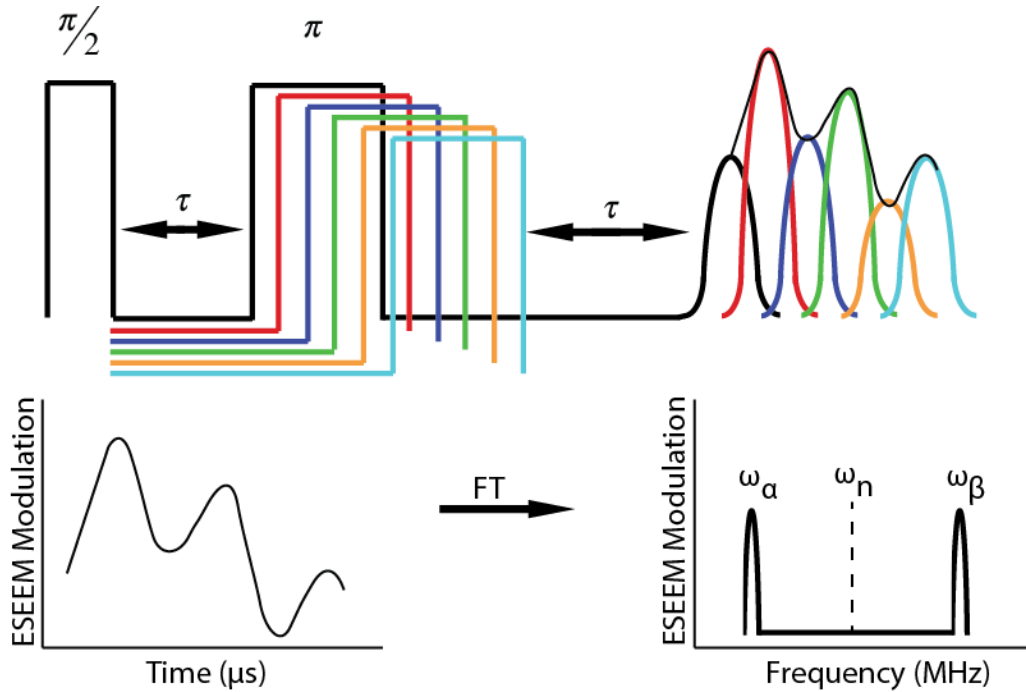 π/2
π
τ
τ
ESEEM Modulation
Time (μs)
FT
ESEEM Modulation
ωα
ωn
ωβ
Frequency (MHz)